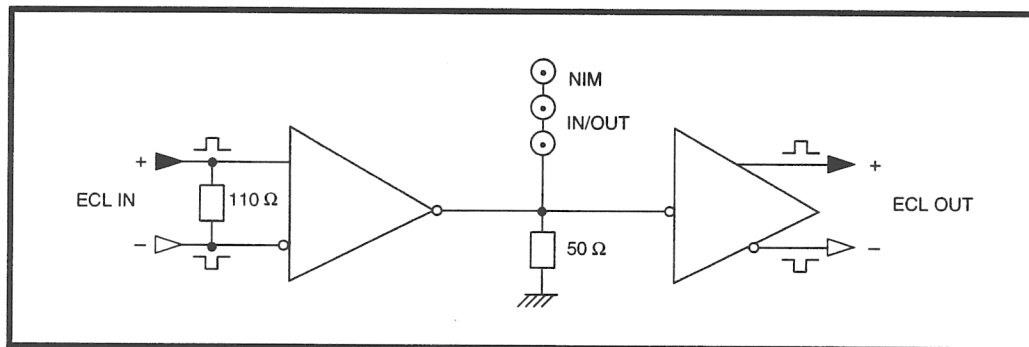 NIM
IN/OUT
+
ECL IN
110 Ω
−
50 Ω
+
ECL OUT
−